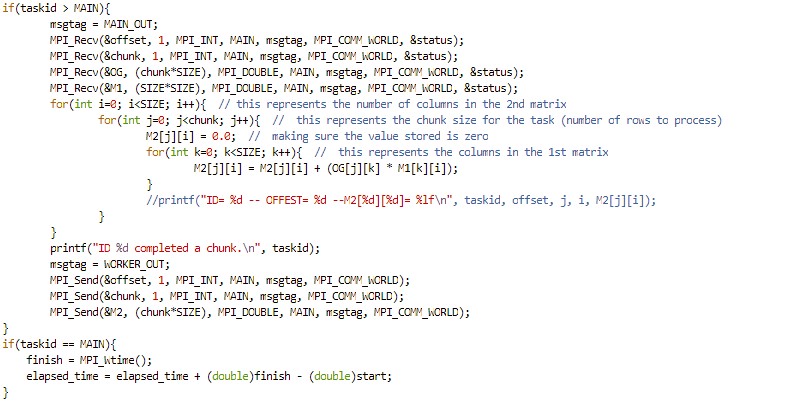 if(taskid > MAIN){
msgtag = MAIN_OUT;
MPI_Recv(&offset, 1, MPI_INT, MAIN, msgtag, MPI_COMM_WORLD, &status);
MPI_Recv(&chunk, 1, MPI_INT, MAIN, msgtag, MPI_COMM_WORLD, &status);
MPI_Recv(&OG, (chunk*SIZE), MPI_DOUBLE, MAIN, msgtag, MPI_COMM_WORLD, &status);
MPI_Recv(&M1, (SIZE*SIZE), MPI_DOUBLE, MAIN, msgtag, MPI_COMM_WORLD, &status);
for(int i=0; i<SIZE; i++){  // this represents the number of columns in the 2nd matrix
for(int j=0; j<chunk; j++){  //  this represents the chunk size for the task (number of rows to process)
M2[j][i] = 0.0;  //  making sure the value stored is zero
for(int k=0; k<SIZE; k++){  //  this represents the columns in the 1st matrix
M2[j][i] = M2[j][i] + (OG[j][k] * M1[k][i]);
}
//printf("ID= %d -- OFFEST= %d --M2[%d][%d]= %lf\n", taskid, offset, j, i, M2[j][i]);
}
}
printf("ID %d completed a chunk.\n", taskid);
msgtag = WORKER_OUT;
MPI_Send(&offset, 1, MPI_INT, MAIN, msgtag, MPI_COMM_WORLD);
MPI_Send(&chunk, 1, MPI_INT, MAIN, msgtag, MPI_COMM_WORLD);
MPI_Send(&M2, (chunk*SIZE), MPI_DOUBLE, MAIN, msgtag, MPI_COMM_WORLD);
}
if(taskid == MAIN){
finish = MPI_Wtime();
elapsed_time = elapsed_time + (double)finish - (double)start;
}